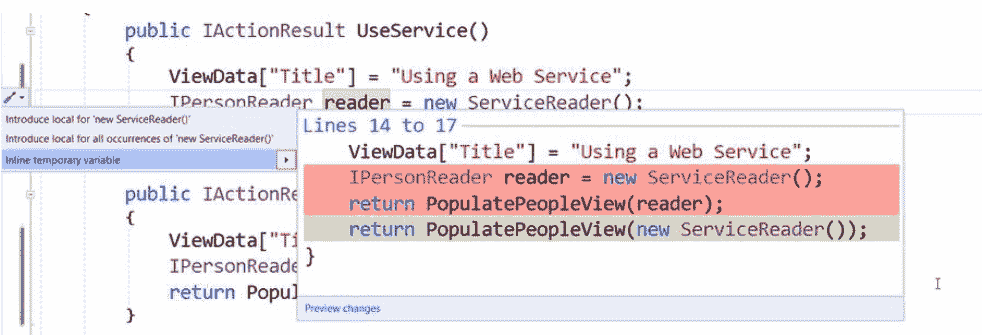 public IActionResult UseService()
{
ViewData["Title"] = "Using a Web Service";
IPersonReader reader = new ServiceReader();
Introduce local for 'new ServiceReader()'
Introduce local for all occurrences of 'new ServiceReader()'
Inline temporary variable
Lines 14 to 17
ViewData["Title"] = "Using a Web Service";
IPersonReader reader = new ServiceReader();
return PopulatePeopleView(reader);
return PopulatePeopleView(new ServiceReader());
}
Preview changes
public IActionRe
{
ViewData["Ti
IPersonReade
return Popul
}